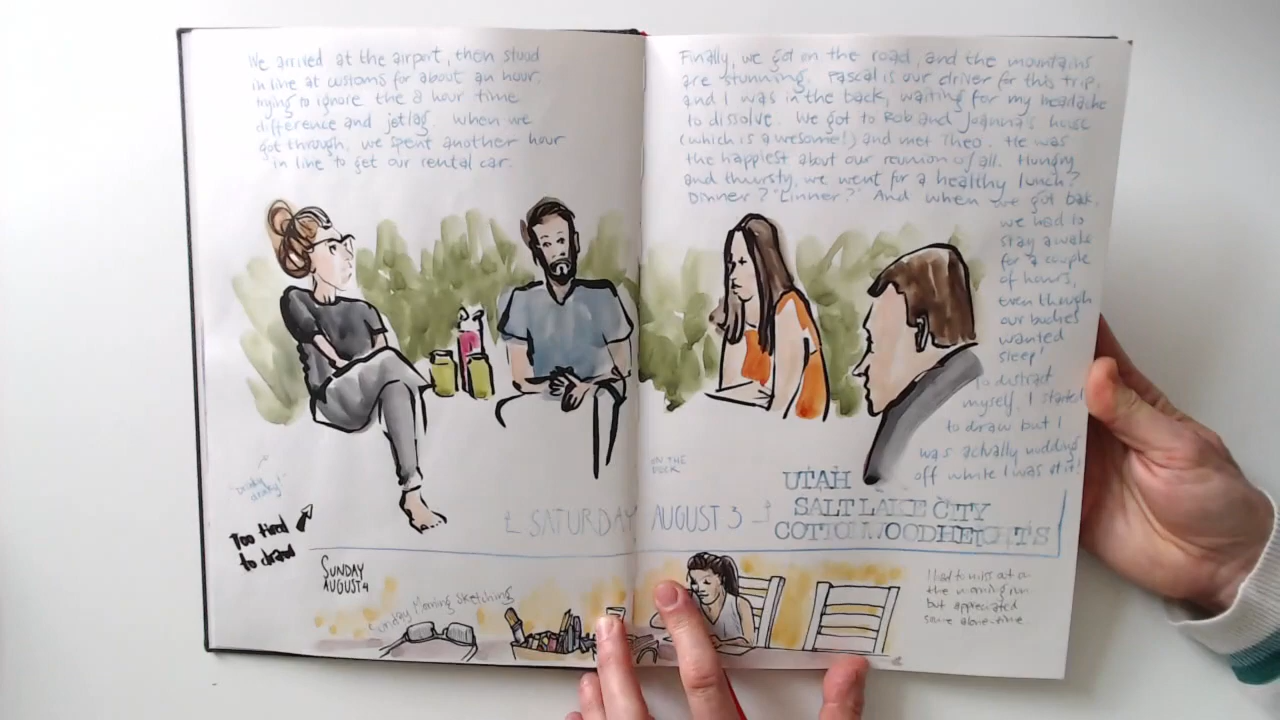 We arrived at the airport, then stood
in line at customs for about an hour,
trying to ignore the 8 hour time
difference and jetlag. When we
got through, we spent another hour
in line to get our rental car.
Finally, we got on the road, and the mountains
are stunning. Pascal is our driver for this trip,
and I was in the back, waiting for my headache
to dissolve. We got to Rob and Joanna's house
(which is awesome!) and met Theo. He was
the happiest about our reunion of all. Hungry
and thirsty, we went for a healthy lunch?
Dinner? "Linner?" And when we got bak,
we had to
stay awake
for a couple
of hours,
even though
our bodies
wanted
sleep!
To distract
myself, I started
to draw but I
was actually nodding
off while I was at it!
ON THE
Too tired
to draw
UTAH
SALT LAKE CITY
COTTONWOOD HEIGHTS
SATURDAY AUGUST 3
SUNDAY
AUGUST 4
Sunday Morning Sketching
I had to miss out on
the morning run
but appreciated
some alone-time.